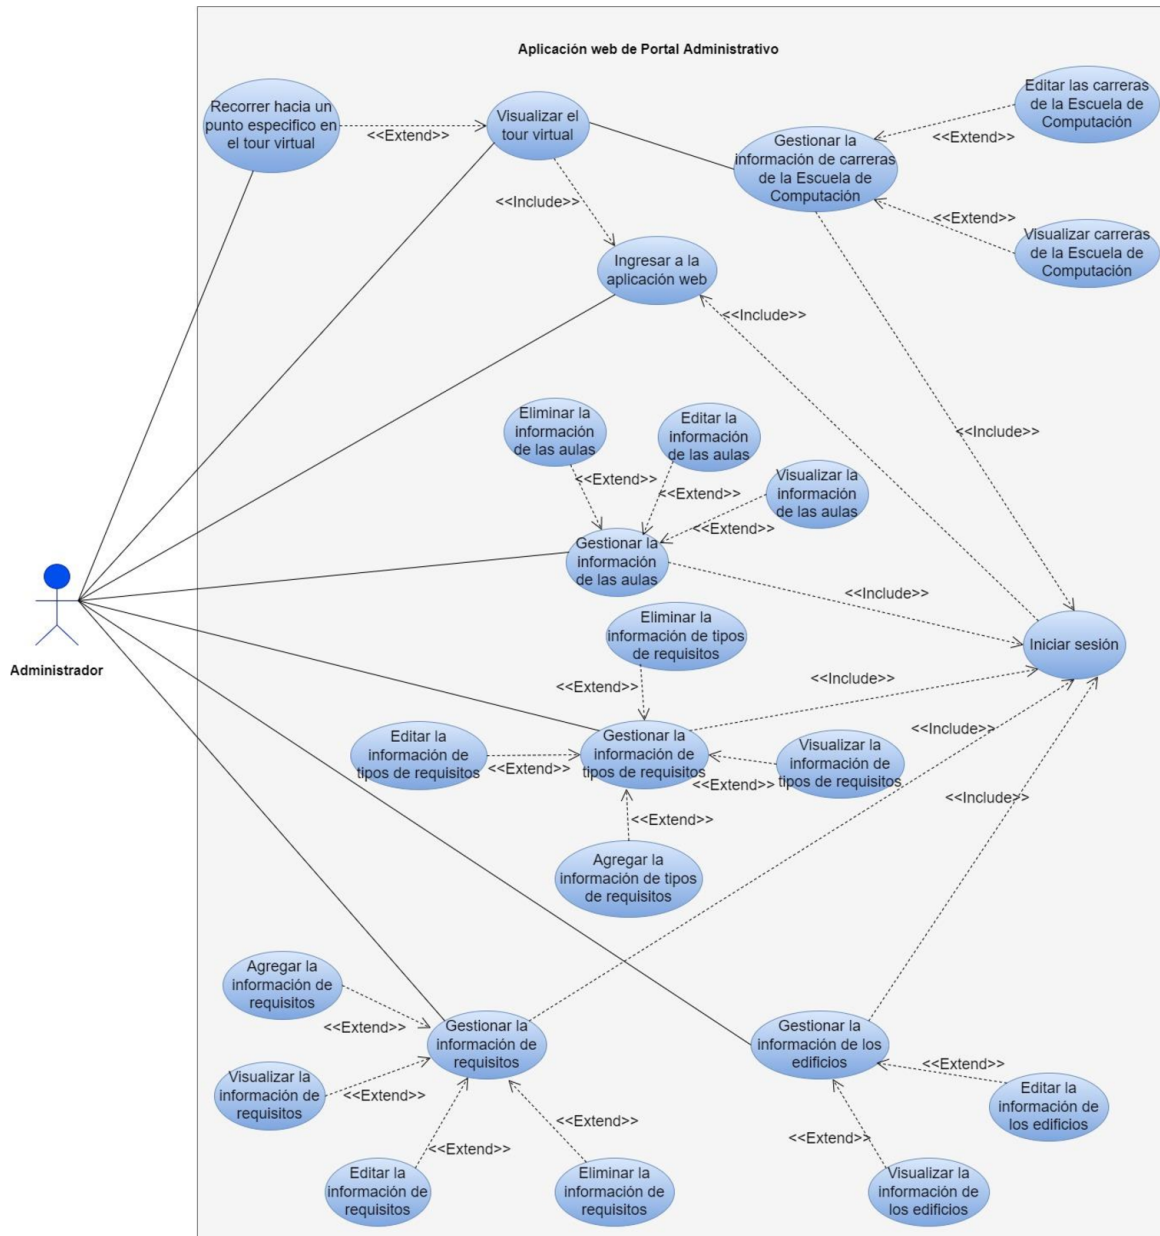 Aplicación web de Portal Administrativo
Recorrer hacia un
punto especifico en
el tour virtual
<<Extend>>
Visualizar el
tour virtual
Gestionar la
información de carreras
de la Escuela de
Computación
<<Extend>>
Editar las carreras
de la Escuela de
Computación
<<Include>>
<<Extend>>
Visualizar carreras
de la Escuela de
Computación
Ingresar a la
aplicación web
<<Include>>
Eliminar la
información
de las aulas
Editar la
información
de las aulas
Visualizar la
información
de las aulas
<<Include>>
<<Extend>>
<<Extend>>
<<Extend>>
Gestionar la
información
de las aulas
<<Include>>
Administrador
Eliminar la
información de tipos
de requisitos
Iniciar sesión
<<Extend>>
<<Include>>
Editar la
información de
tipos de requisitos
<<Extend>>
Gestionar la
información de
tipos de requisitos
<<Extend>>
Visualizar la
información de
tipos de requisitos
<<Include>>
<<Extend>>
<<Include>>
Agregar la
información de tipos
de requisitos
Agregar la
información de
requisitos
<<Extend>>
Gestionar la
información de
requisitos
Gestionar la
información de los
edificios
<<Extend>>
Visualizar la
información de
requisitos
<<Extend>>
Editar la
información de
los edificios
<<Extend>>
<<Extend>>
<<Extend>>
Editar la
información de
requisitos
Eliminar la
información de
requisitos
Visualizar la
información de
los edificios